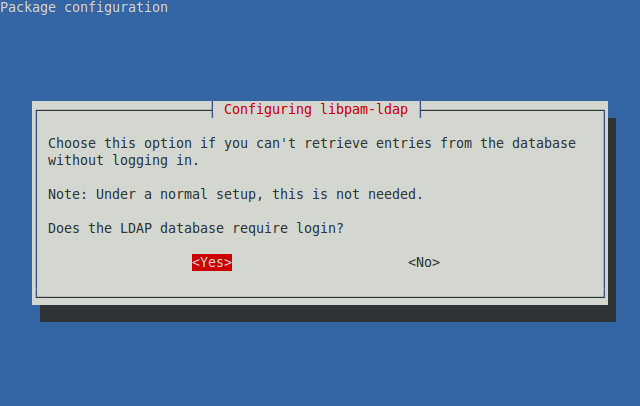 Package configuration
Configuring libpam-ldap
Choose this option if you can't retrieve entries from the database
without logging in.
Note: Under a normal setup, this is not needed.
Does the LDAP database require login?
<Yes> <No>